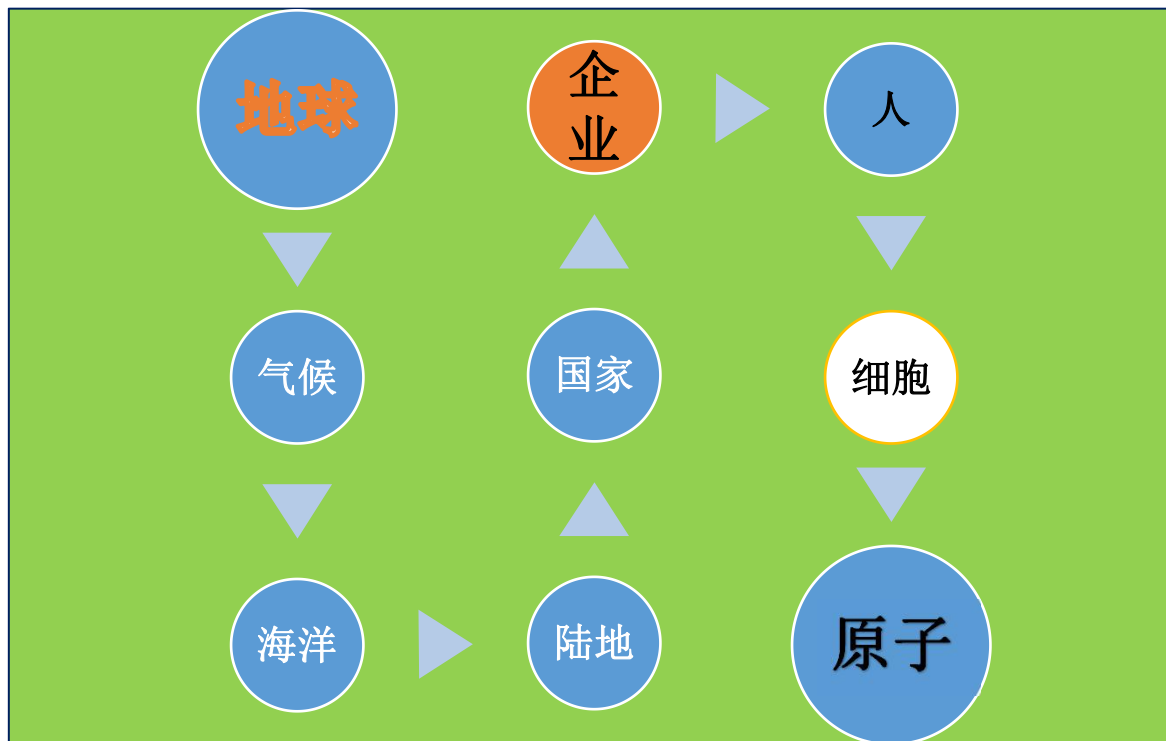 地球
气候
海洋
陆地
国家
企
业
人
细胞
原子